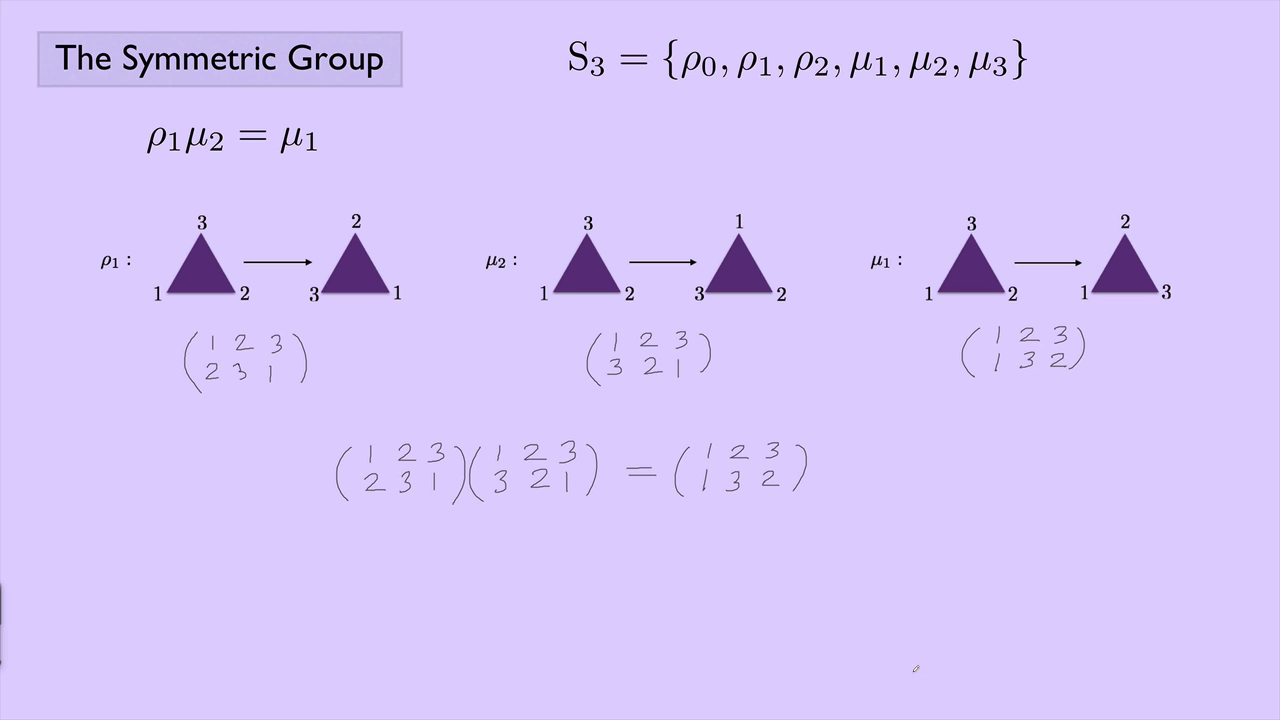 The Symmetric Group
S₃ = {ρ₀, ρ₁, ρ₂, μ₁, μ₂, μ₃}
ρ₁μ₂ = μ₁
3 2 3 1 3 2
ρ₁ : μ₂ : μ₁ :
1 2 3 1 1 2 3 2 1 2 1 3
(1 2 3) (1 2 3) (1 2 3)
(2 3 1) (3 2 1) (1 3 2)
(1 2 3)(1 2 3) = (1 2 3)
(2 3 1)(3 2 1) (1 3 2)